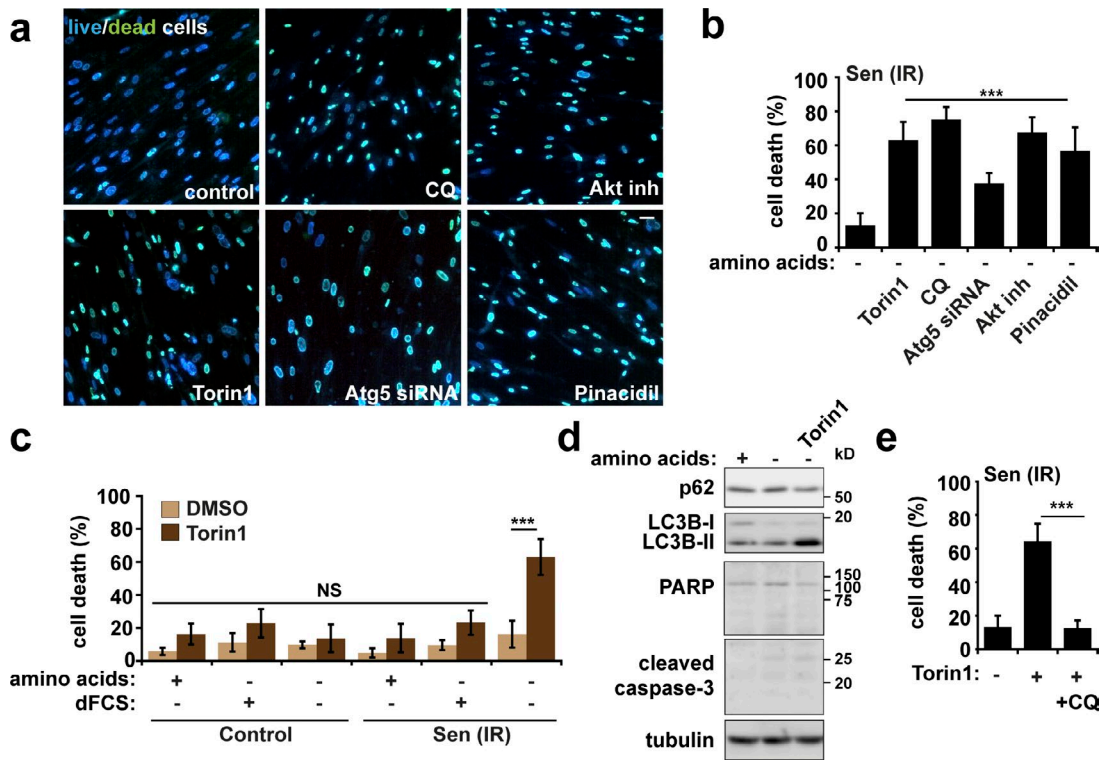 a
live/dead cells
control
CQ
Akt inh
Torin1
Atg5 siRNA
Pinacidil
b
Sen (IR)
***
cell death (%)
100
80
60
40
20
0
amino acids: - - - - - -
Torin1
CQ
Atg5 siRNA
Akt inh
Pinacidil
c
DMSO
Torin1
cell death (%)
100
80
60
40
20
0
NS
***
amino acids: + - - + - -
dFCS: - + - - + -
Control
Sen (IR)
d
Torin1
amino acids: + - - kD
p62
50
20
LC3B-I
LC3B-II
PARP
150
100
75
cleaved
caspase-3
25
20
tubulin
e
Sen (IR)
***
cell death (%)
100
80
60
40
20
0
Torin1: - + +
+CQ